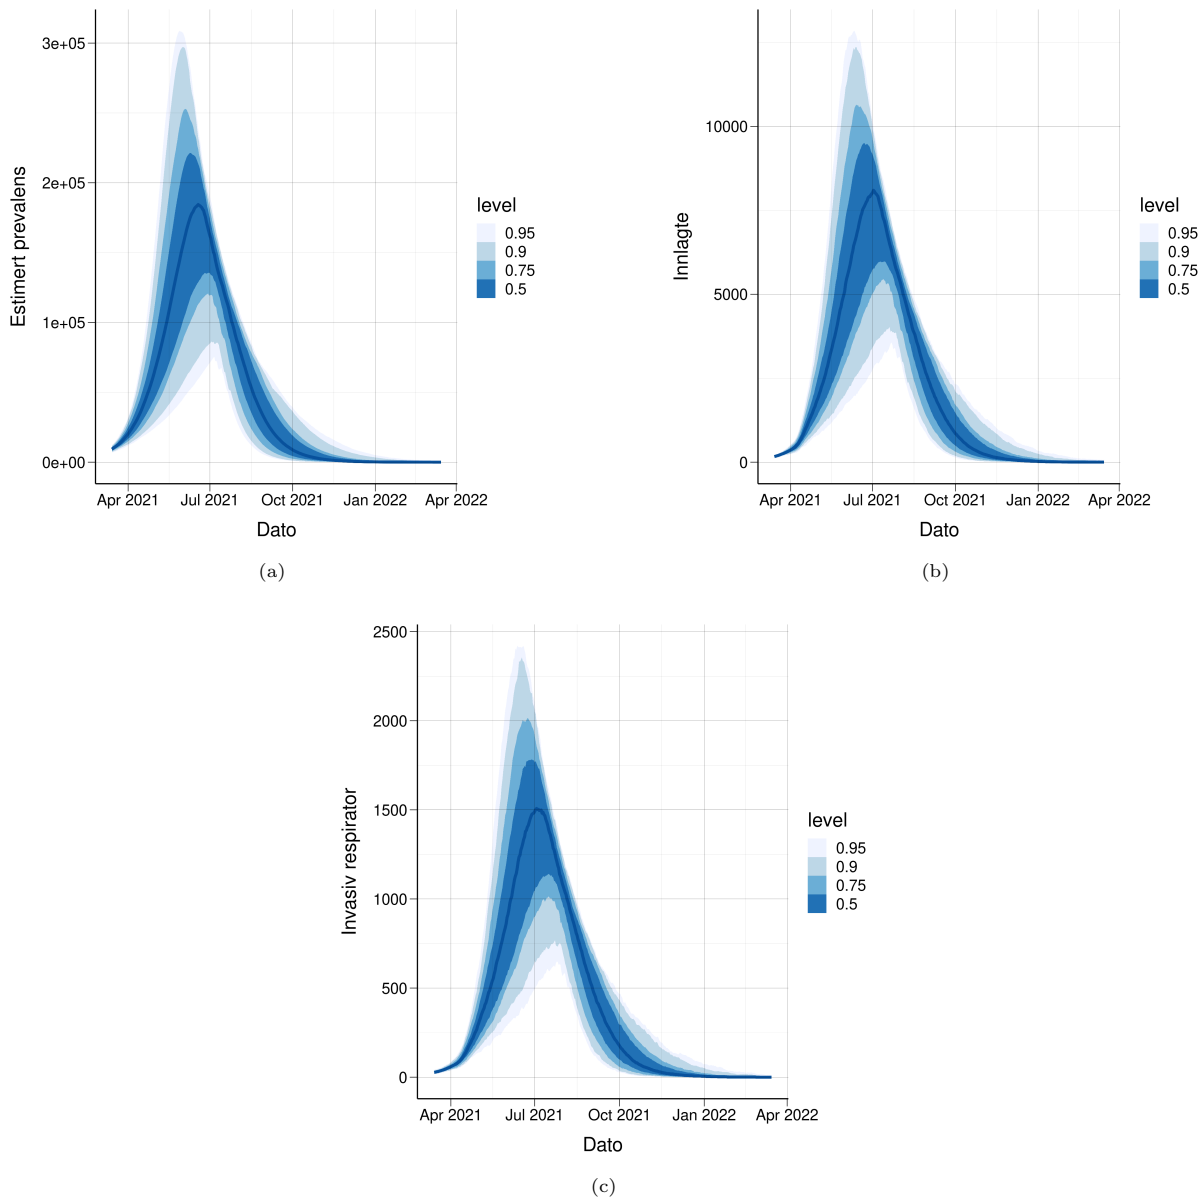 Estimert prevalens
3e+05
2e+05
1e+05
0e+00
Apr 2021 Jul 2021 Oct 2021 Jan 2022 Apr 2022
Dato
level
0.95
0.9
0.75
0.5
(a)
Innlagte
10000
5000
0
Apr 2021 Jul 2021 Oct 2021 Jan 2022 Apr 2022
Dato
level
0.95
0.9
0.75
0.5
(b)
Invasiv respirator
2500
2000
1500
1000
500
0
Apr 2021 Jul 2021 Oct 2021 Jan 2022 Apr 2022
Dato
level
0.95
0.9
0.75
0.5
(c)